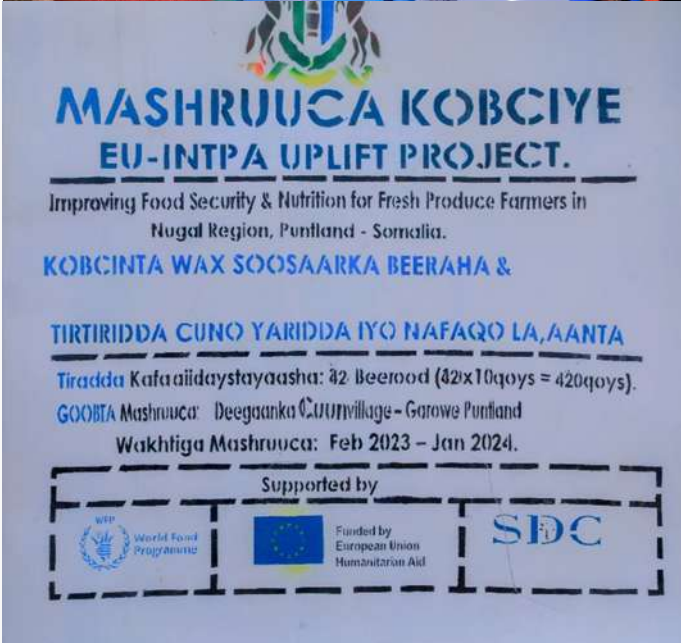 MASHRUUCA KOBCIYE
EU-INTPA UPLIFT PROJECT.
Improving Food Security & Nutrition for Fresh Produce Farmers in
Nugal Region, Puntland - Somalia.
KOBCINTA WAX SOOSAARKA BEERAHA &
TIRTIRIDDA CUNO YARIDDA IYO NAFAQO LA,AANTA
Tiradda Kafaaiidaystayaasha: 42 Beerood (42x10qoys = 420qoys).
GOOBTA Mashruuca: Deegaanka Cuunvillage - Garowe Puntland
Wakhtiga Mashruuca: Feb 2023 – Jan 2024.
Supported by
WFP
World Food
Programme
Funded by
European Union
Humanitarian Aid
SDC